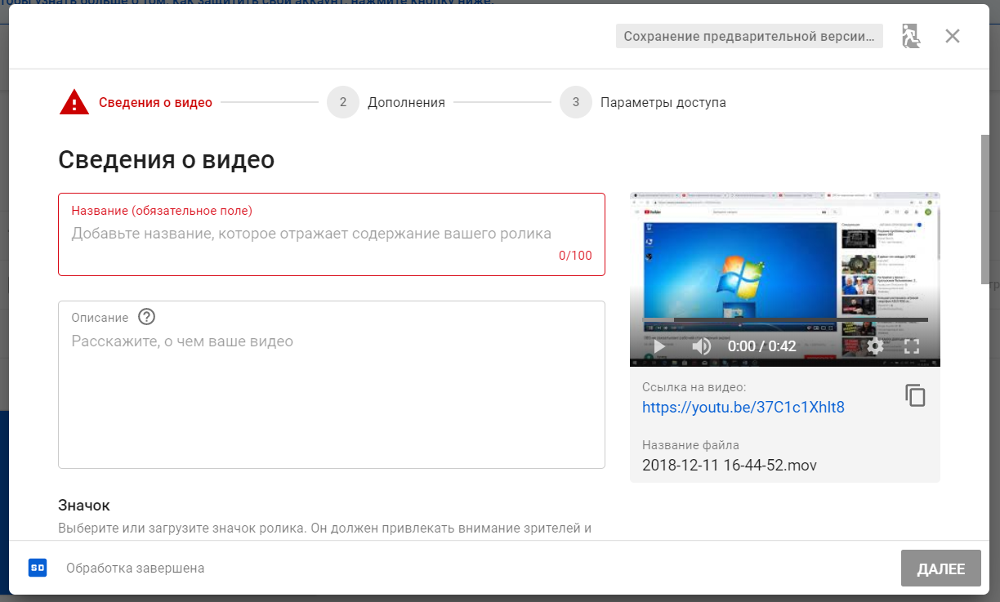 чтобы узнать больше о том, как защитить свой аккаунт, нажмите кнопку ниже.
Сохранение предварительной версии...
Сведения о видео
2
Дополнения
3
Параметры доступа
Сведения о видео
Название (обязательное поле)
Добавьте название, которое отражает содержание вашего ролика
0/100
Описание ?
Расскажите, о чем ваше видео
YouTube
0:00 / 0:42
Ссылка на видео:
https://youtu.be/37C1c1XhIt8
Название файла
2018-12-11 16-44-52.mov
Значок
Выберите или загрузите значок ролика. Он должен привлекать внимание зрителей и
SD
Обработка завершена
ДАЛЕЕ